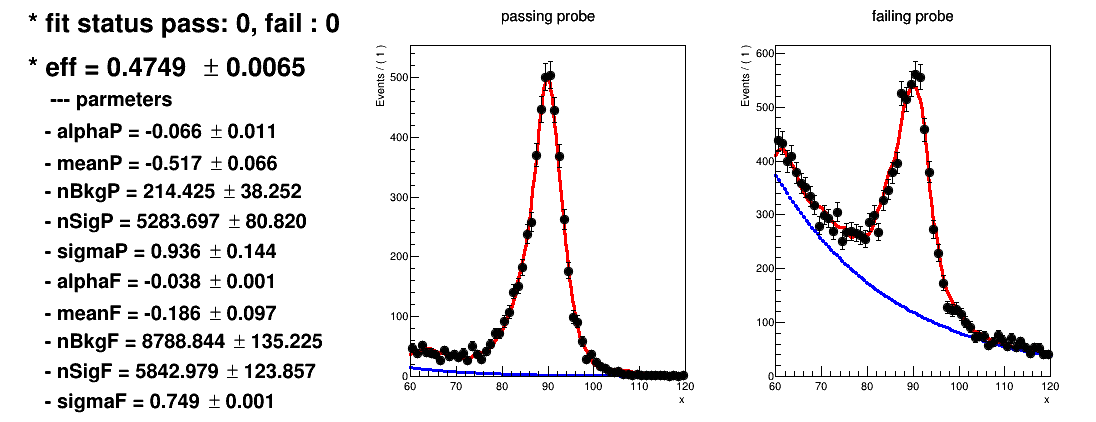 * fit status pass: 0, fail : 0
* eff = 0.4749 ± 0.0065
--- parmeters
- alphaP = -0.066 ± 0.011
- meanP = -0.517 ± 0.066
- nBkgP = 214.425 ± 38.252
- nSigP = 5283.697 ± 80.820
- sigmaP = 0.936 ± 0.144
- alphaF = -0.038 ± 0.001
- meanF = -0.186 ± 0.097
- nBkgF = 8788.844 ± 135.225
- nSigF = 5842.979 ± 123.857
- sigmaF = 0.749 ± 0.001
passing probe
Events / ( 1 )
500
400
300
200
100
0
60 70 80 90 100 110 120
x
failing probe
Events / ( 1 )
600
500
400
300
200
100
0
60 70 80 90 100 110 120
x